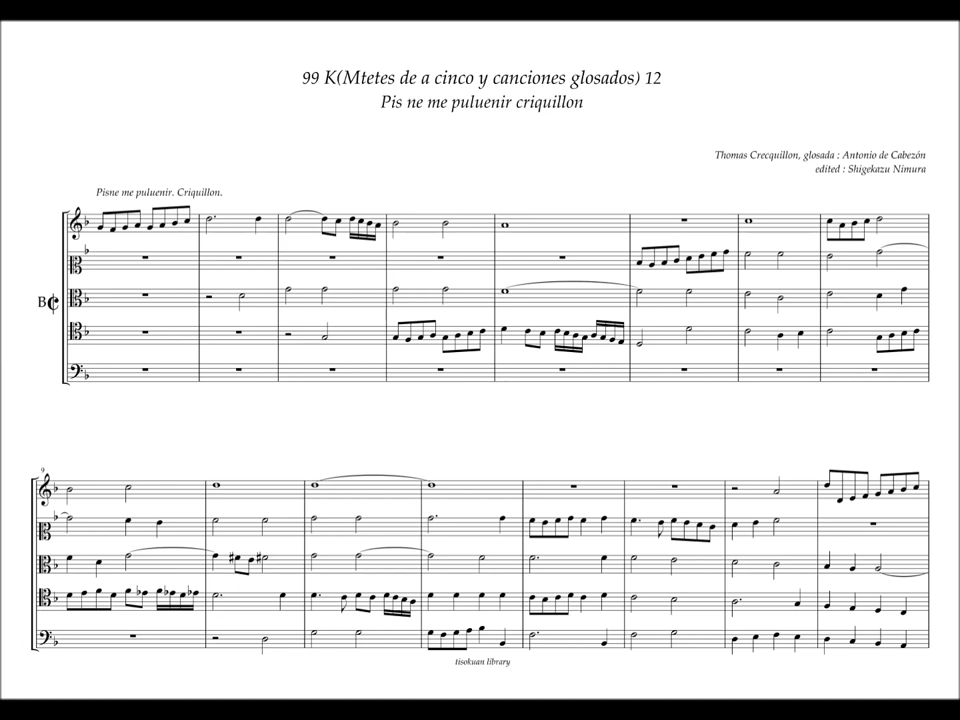 99 K(Mtetes de a cinco y canciones glosados) 12
Pis ne me puluenir criquillon
Thomas Crecquillon, glosada : Antonio de Cabezón
edited : Shigekazu Nimura
Pisne me puluenir. Criquillon.
B
9
tisokuan library